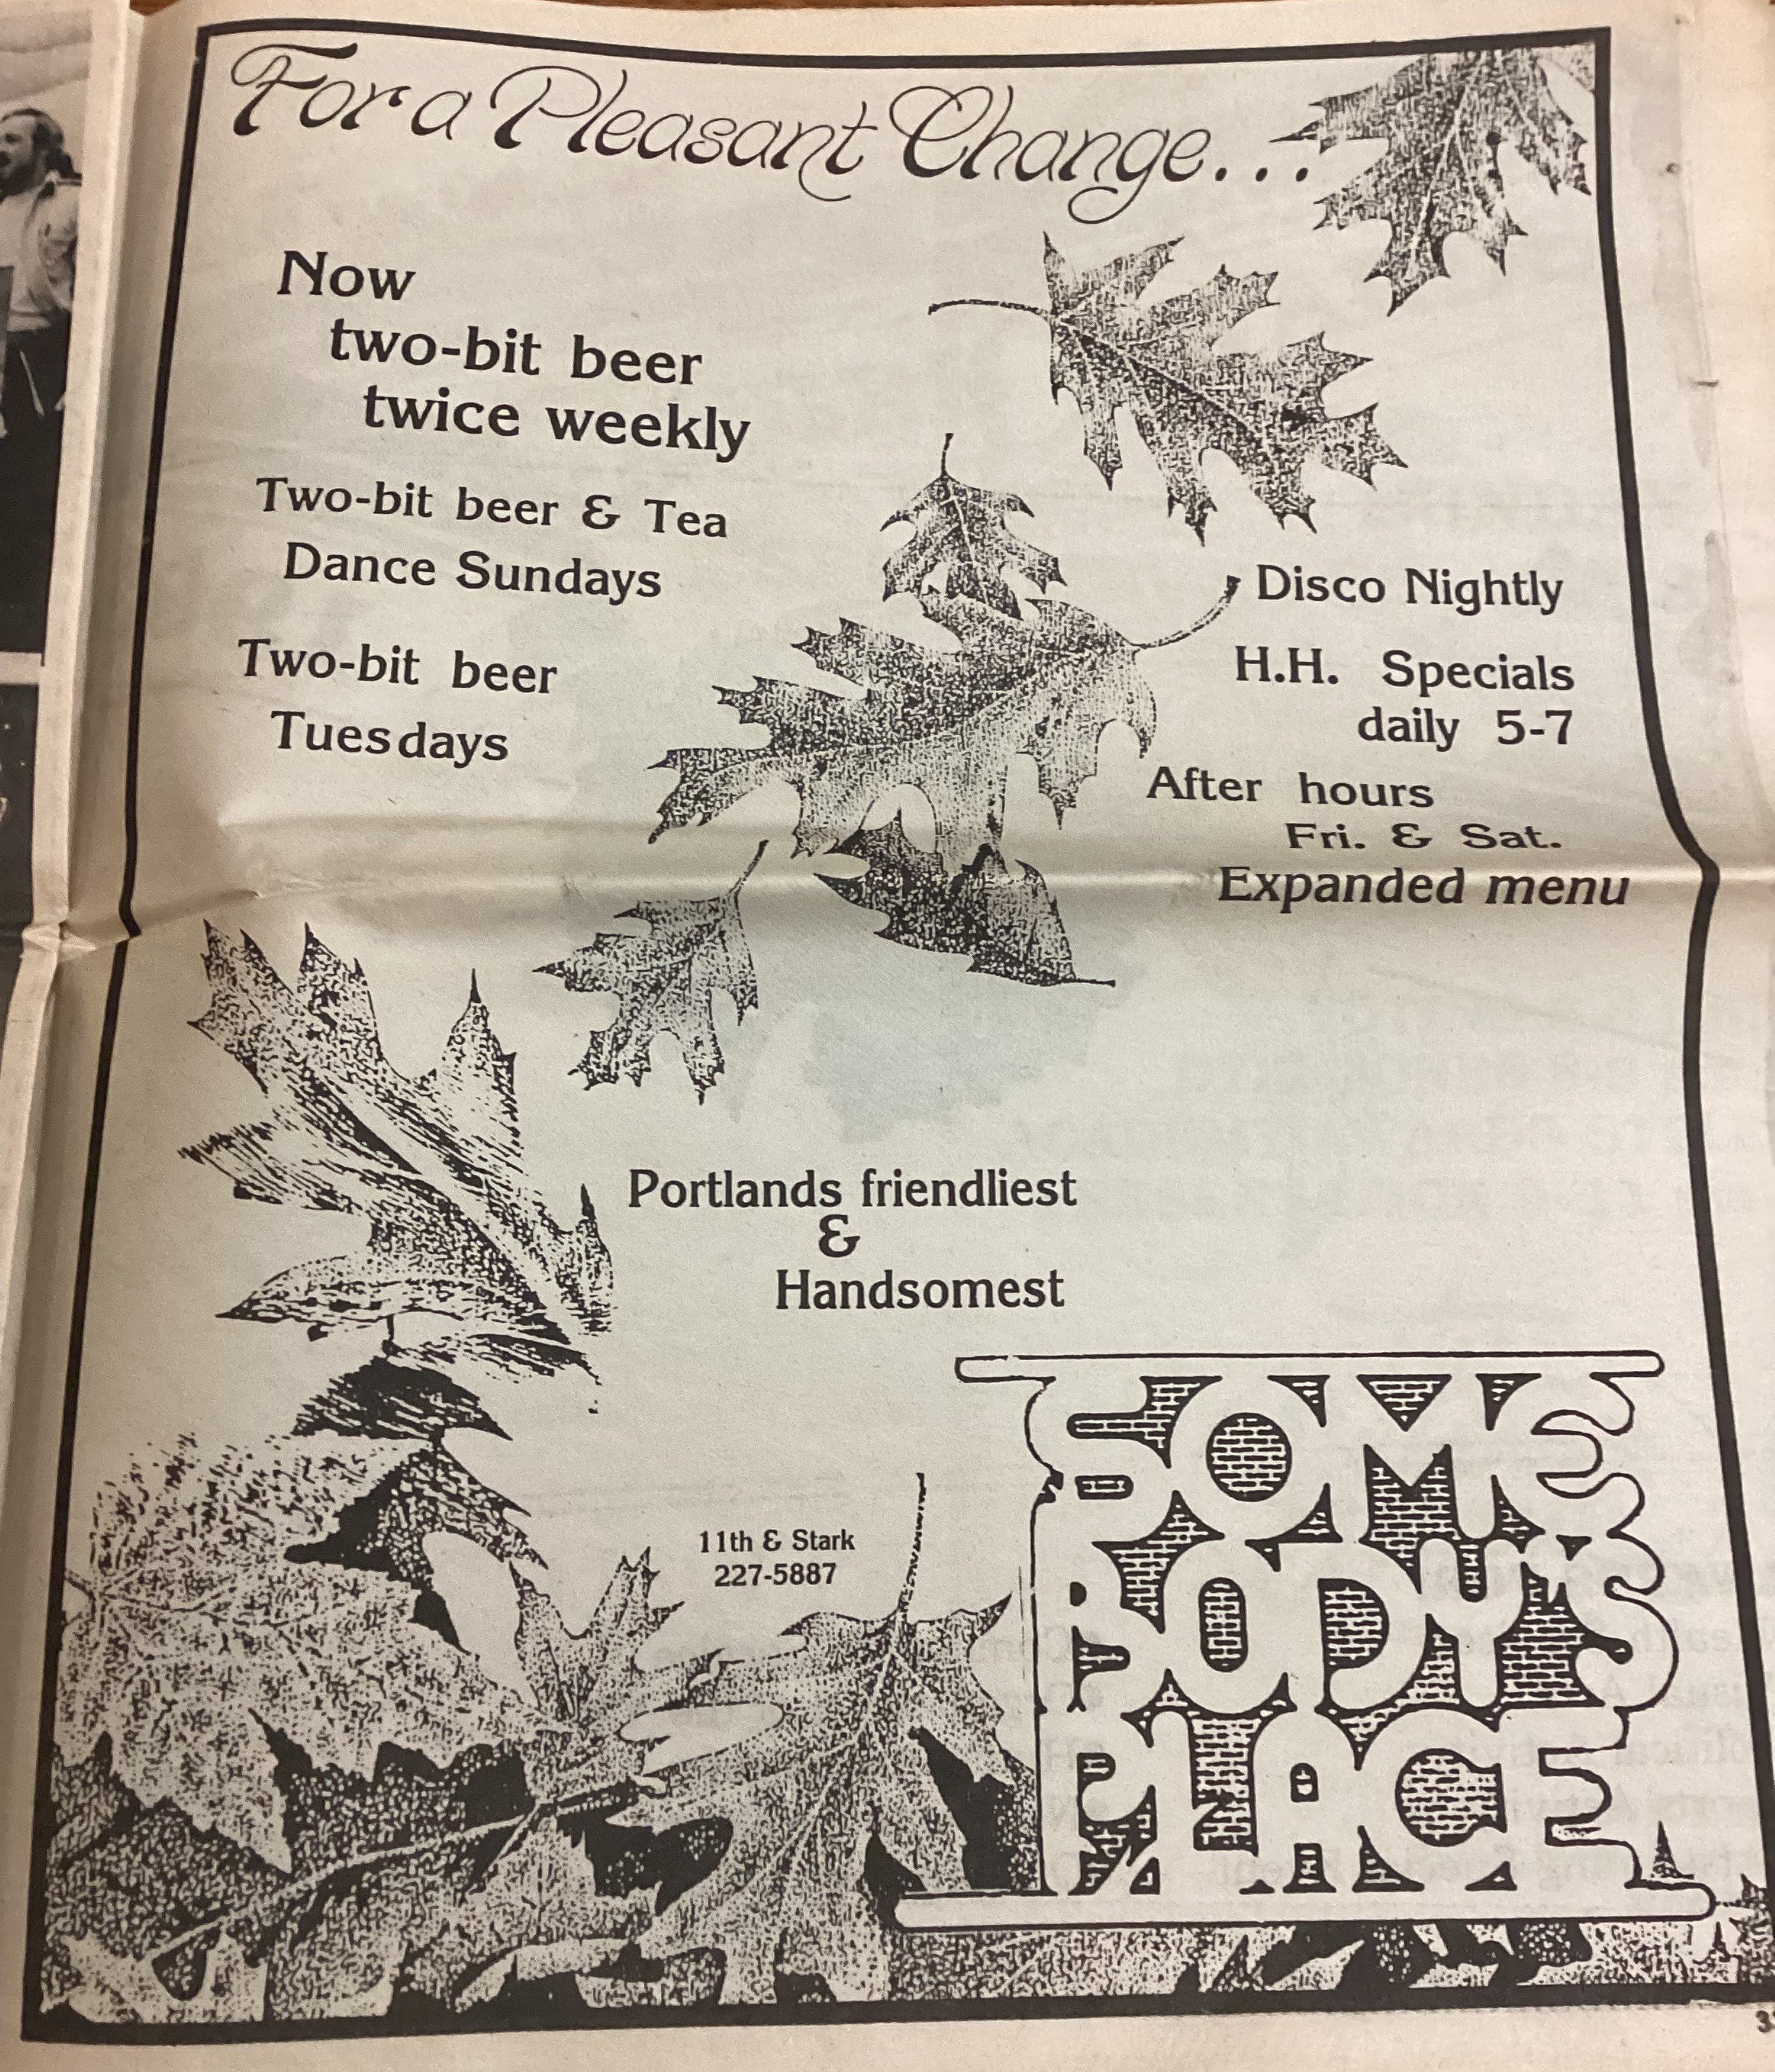 For a Pleasant Change...
Now
two-bit beer
twice weekly
Two-bit beer & Tea
Dance Sundays
Two-bit beer
Tuesdays
Disco Nightly
H.H. Specials
daily 5-7
After hours
Fri. & Sat.
Expanded menu
Portlands friendliest
&
Handsomest
11th & Stark
227-5887
SOME
BODY'S
PLACE